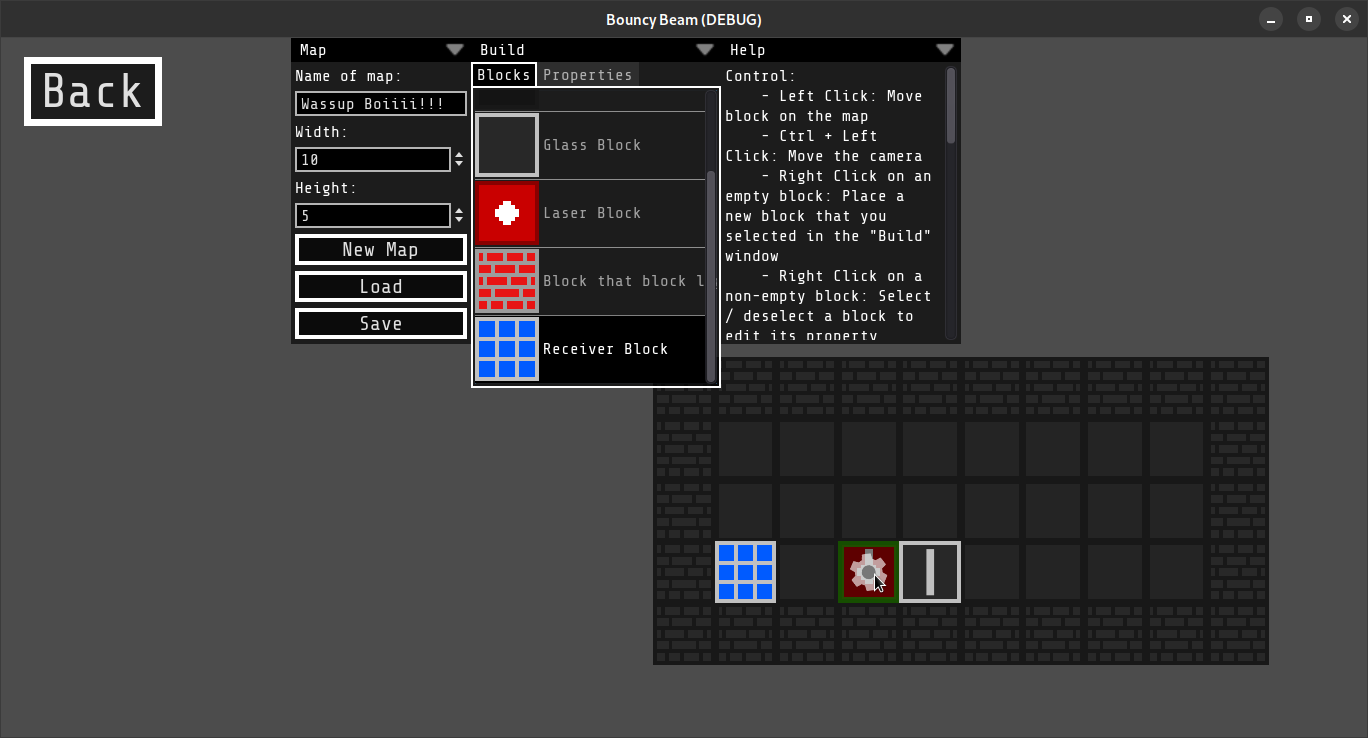 Bouncy Beam (DEBUG)
Back
Map
Name of map:
Wassup Boiiii!!!
Width:
10
Height:
5
New Map
Load
Save
Build
Blocks Properties
Glass Block
Laser Block
Block that block l
Receiver Block
Help
Control:
- Left Click: Move
block on the map
- Ctrl + Left
Click: Move the camera
- Right Click on an
empty block: Place a
new block that you
selected in the "Build"
window
- Right Click on a
non-empty block: Select
/ deselect a block to
edit its property